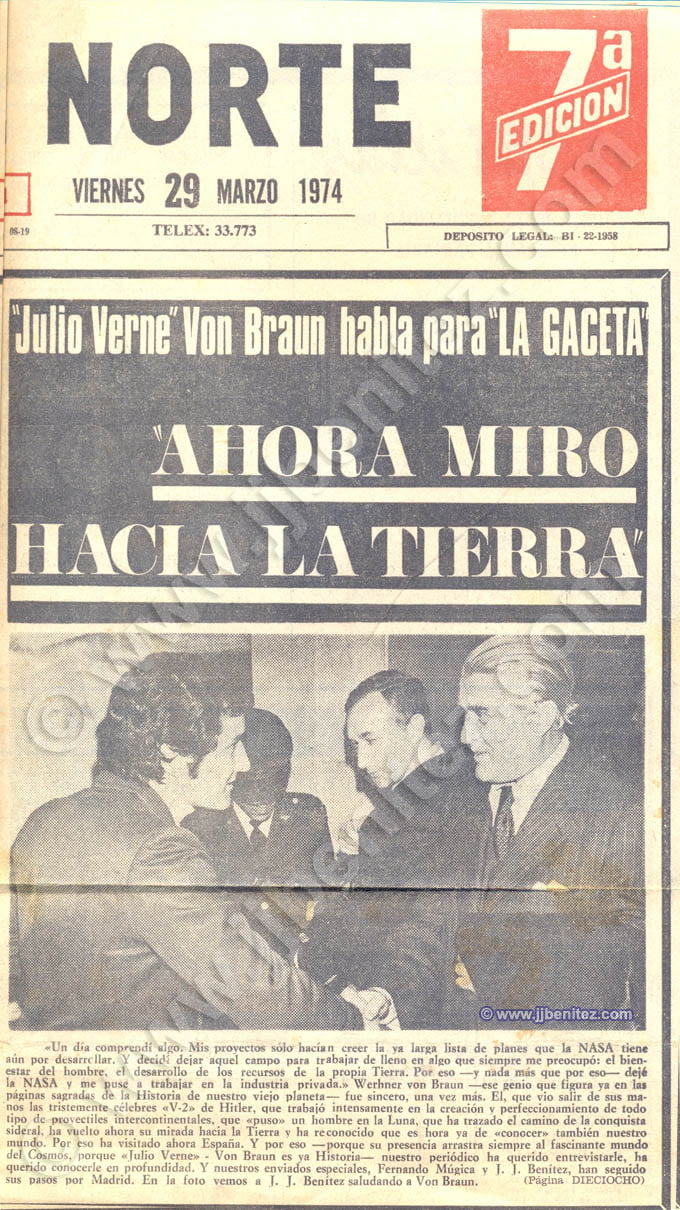 NORTE
7ª
EDICION
VIERNES 29 MARZO 1974
08-19
TELEX: 33.773
DEPOSITO LEGAL: BI - 22-1958
"Julio Verne" Von Braun habla para "LA GACETA"
"AHORA MIRO
HACIA LA TIERRA"
© www.jjbenitez.com
© www.jjbenitez.com
«Un día comprendí algo. Mis proyectos sólo hacían crecer la ya larga lista de planes que la NASA tiene
aún por desarrollar. Y decidí dejar aquel campo para trabajar de lleno en algo que siempre me preocupó: el bien-
estar del hombre, el desarrollo de los recursos de la propia Tierra. Por eso —y nada más que por eso— dejé
la NASA y me puse a trabajar en la industria privada.» Werhner von Braun —ese genio que figura ya en las
páginas sagradas de la Historia de nuestro viejo planeta— fue sincero, una vez más. El, que vio salir de sus ma-
nos las tristemente célebres «V-2» de Hitler, que trabajó intensamente en la creación y perfeccionamiento de todo
tipo de proyectiles intercontinentales, que «puso» un hombre en la Luna, que ha trazado el camino de la conquista
sideral, ha vuelto ahora su mirada hacia la Tierra y ha reconocido que es hora ya de «conocer» también nuestro
mundo. Por eso ha visitado ahora España. Y por eso —porque su presencia arrastra siempre al fascinante mundo
del Cosmos, porque «Julio Verne» - Von Braun es ya Historia— nuestro periódico ha querido entrevistarle, ha
querido conocerle en profundidad. Y nuestros enviados especiales, Fernando Múgica y J. J. Benítez, han seguido
sus pasos por Madrid. En la foto vemos a J. J. Benítez saludando a Von Braun. (Página DIECIOCHO)